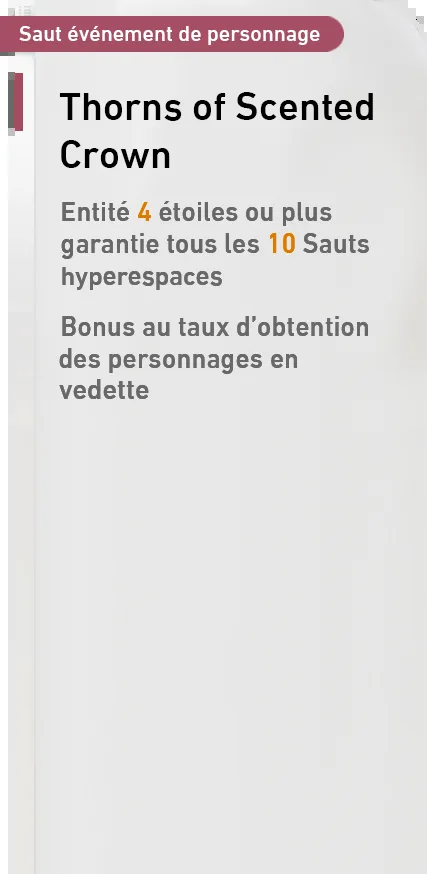 Saut événement de personnage
Thorns of Scented
Crown
Entité 4 étoiles ou plus
garantie tous les 10 Sauts
hyperespaces
Bonus au taux d’obtention
des personnages en
vedette